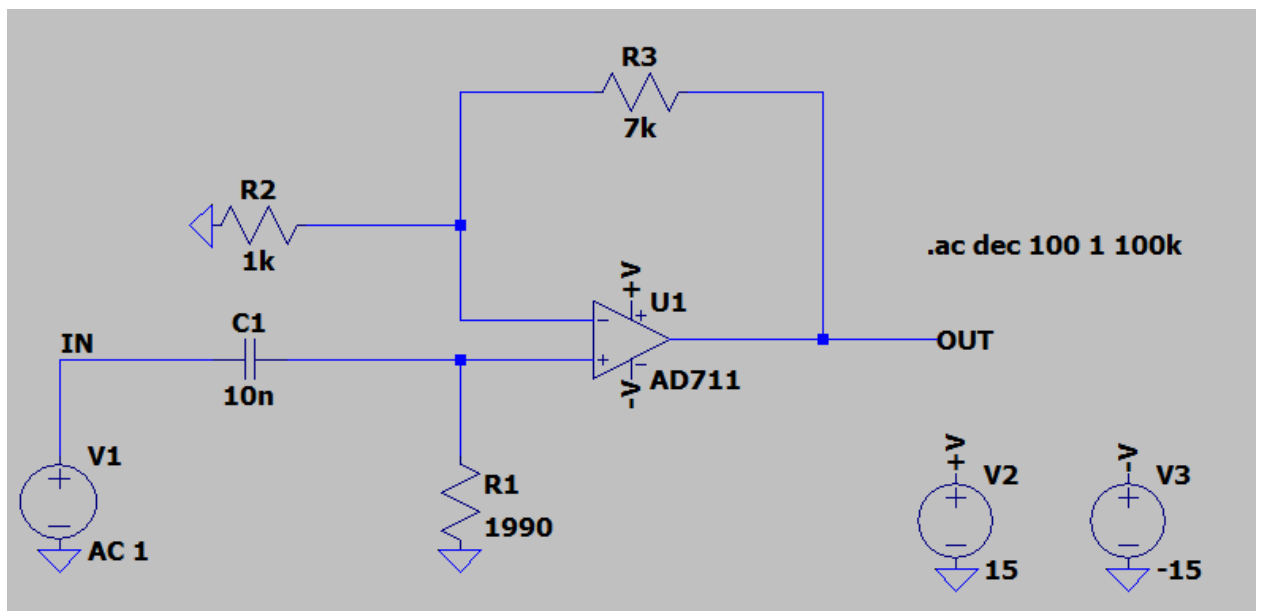 R3
7k
R2
1k
.ac dec 100 1 100k
+V
U1
C1
IN
OUT
10n
-V
AD711
V1
+V
-V
V2
V3
R1
1990
AC 1
15
-15